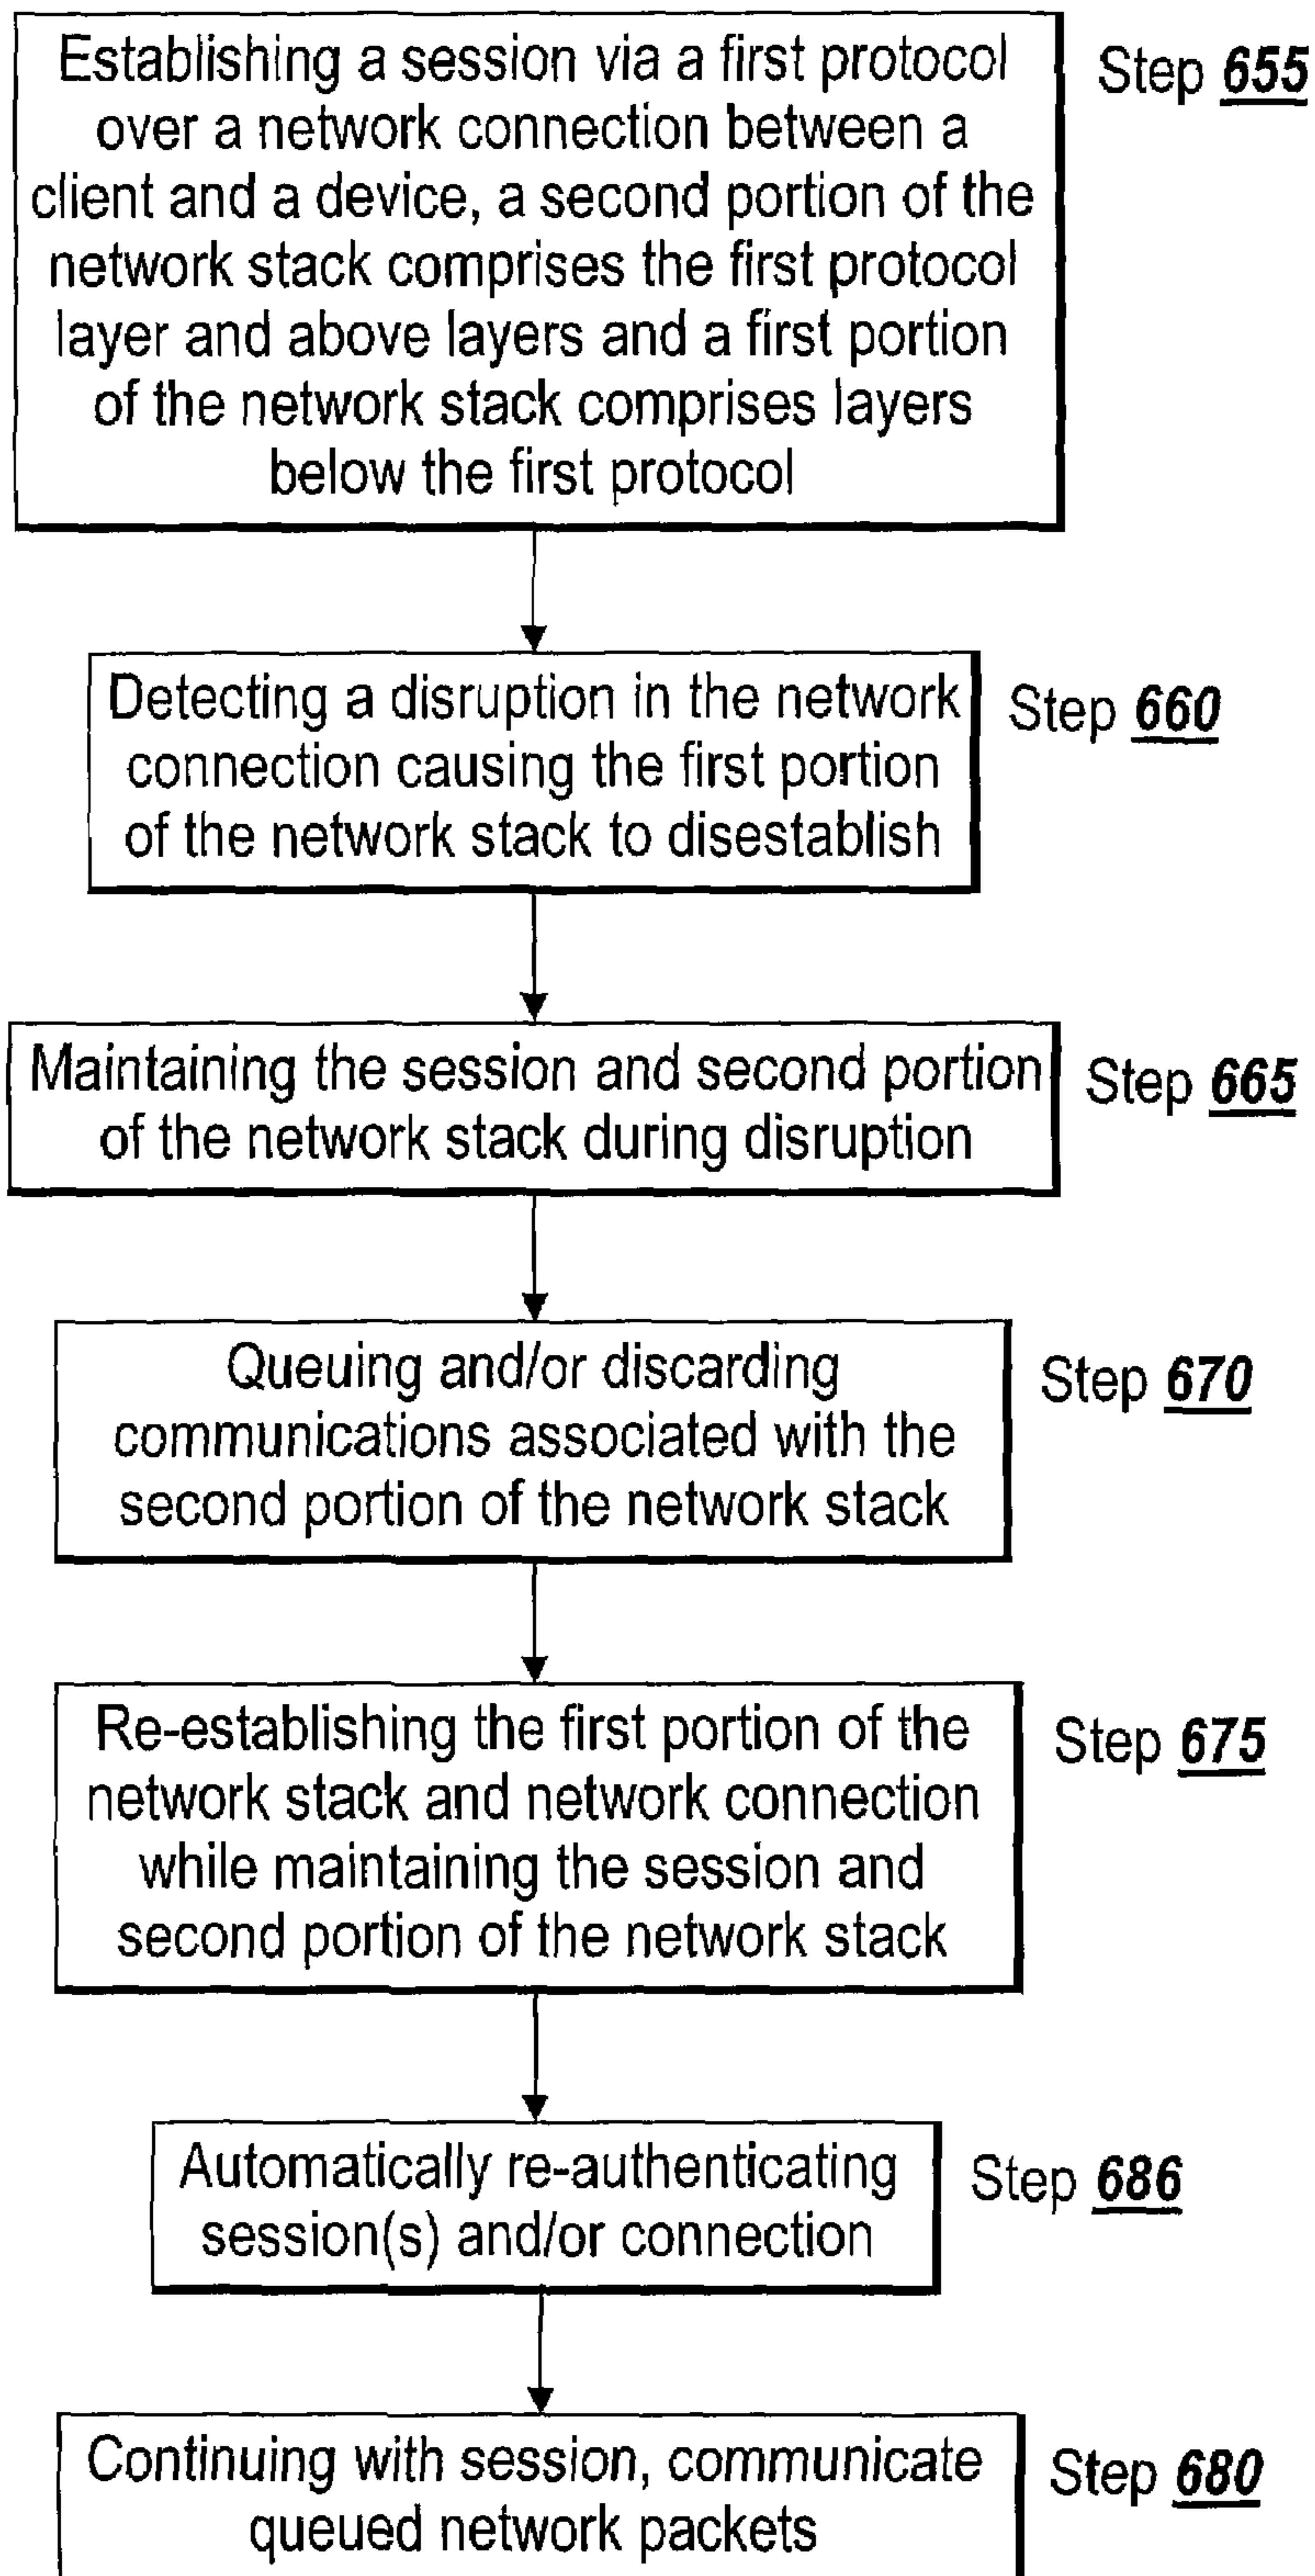 Establishing a session via a first protocol
over a network connection between a
client and a device, a second portion of the
network stack comprises the first protocol
layer and above layers and a first portion
of the network stack comprises layers
below the first protocol
Step 655
Detecting a disruption in the network
connection causing the first portion
of the network stack to disestablish
Step 660
Maintaining the session and second portion
of the network stack during disruption
Step 665
Queuing and/or discarding
communications associated with the
second portion of the network stack
Step 670
Re-establishing the first portion of the
network stack and network connection
while maintaining the session and
second portion of the network stack
Step 675
Automatically re-authenticating
session(s) and/or connection
Step 686
Continuing with session, communicate
queued network packets
Step 680